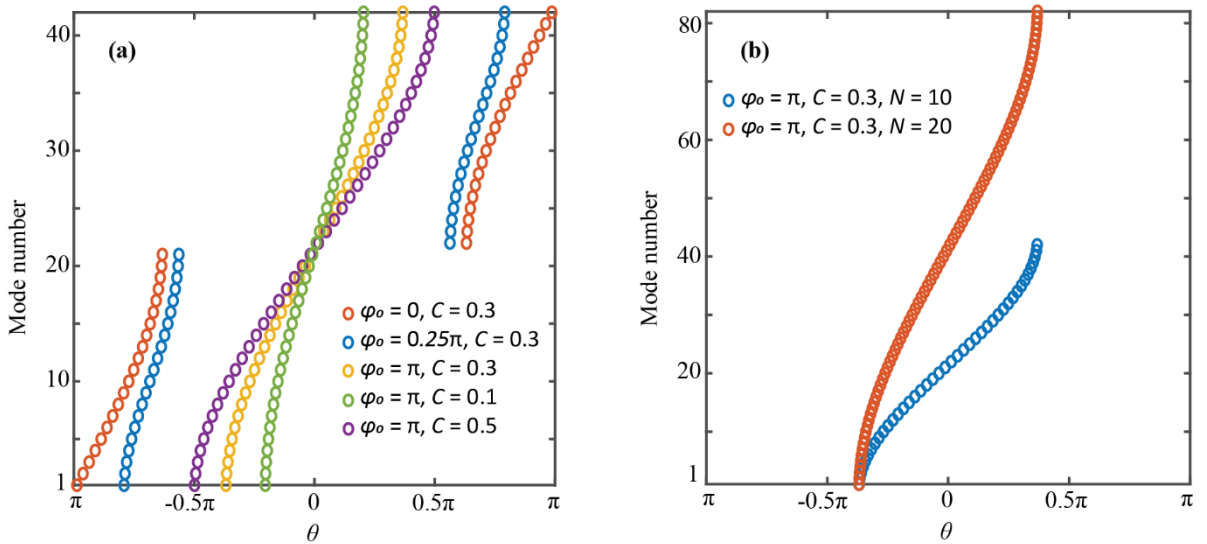 (a)
Mode number
40
30
20
10
1
φo = 0, C = 0.3
φo = 0.25π, C = 0.3
φo = π, C = 0.3
φo = π, C = 0.1
φo = π, C = 0.5
π -0.5π 0 0.5π π
θ
(b)
Mode number
80
60
40
20
1
φo = π, C = 0.3, N = 10
φo = π, C = 0.3, N = 20
π -0.5π 0 0.5π π
θ